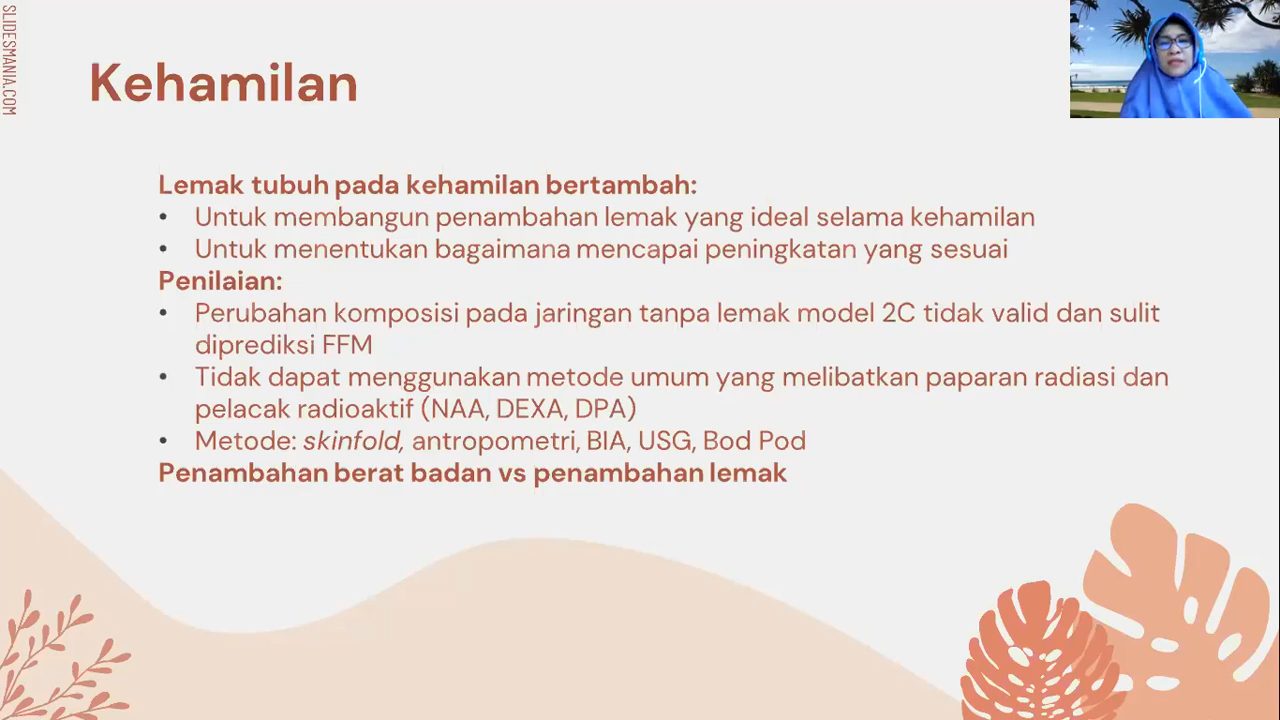 SLIDESMANIA.COM
Kehamilan
Lemak tubuh pada kehamilan bertambah:
• Untuk membangun penambahan lemak yang ideal selama kehamilan
• Untuk menentukan bagaimana mencapai peningkatan yang sesuai
Penilaian:
• Perubahan komposisi pada jaringan tanpa lemak model 2C tidak valid dan sulit
diprediksi FFM
• Tidak dapat menggunakan metode umum yang melibatkan paparan radiasi dan
pelacak radioaktif (NAA, DEXA, DPA)
• Metode: skinfold, antropometri, BIA, USG, Bod Pod
Penambahan berat badan vs penambahan lemak